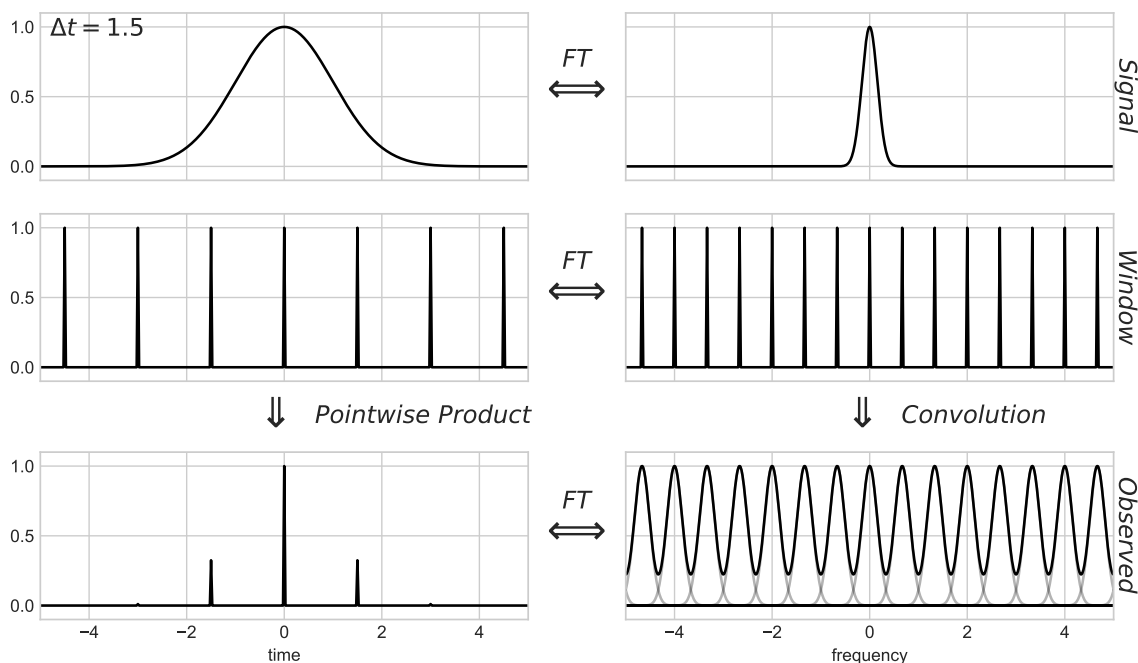 Δt = 1.5
1.0
0.5
0.0
FT
⟺
Signal
1.0
0.5
0.0
FT
⟺
Window
⇓ Pointwise Product
⇓ Convolution
1.0
0.5
0.0
−4 −2 0 2 4
time
FT
⟺
−4 −2 0 2 4
frequency
Observed